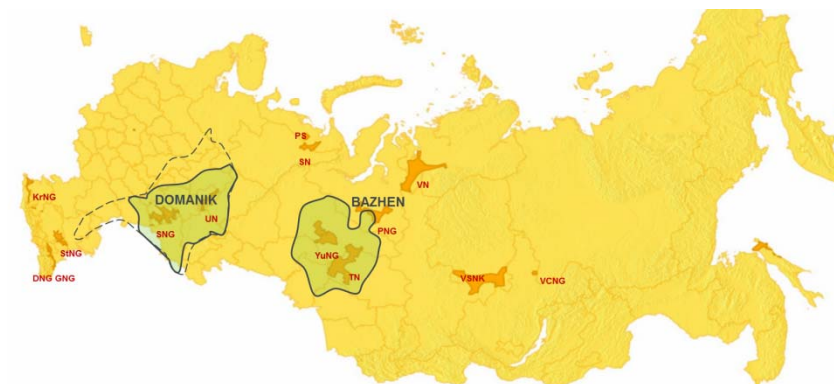 PS
SN
VN
KrNG
DOMANIK
BAZHEN
UN
SNG
PNG
StNG
YuNG
DNG GNG
TN
VSNK
VCNG